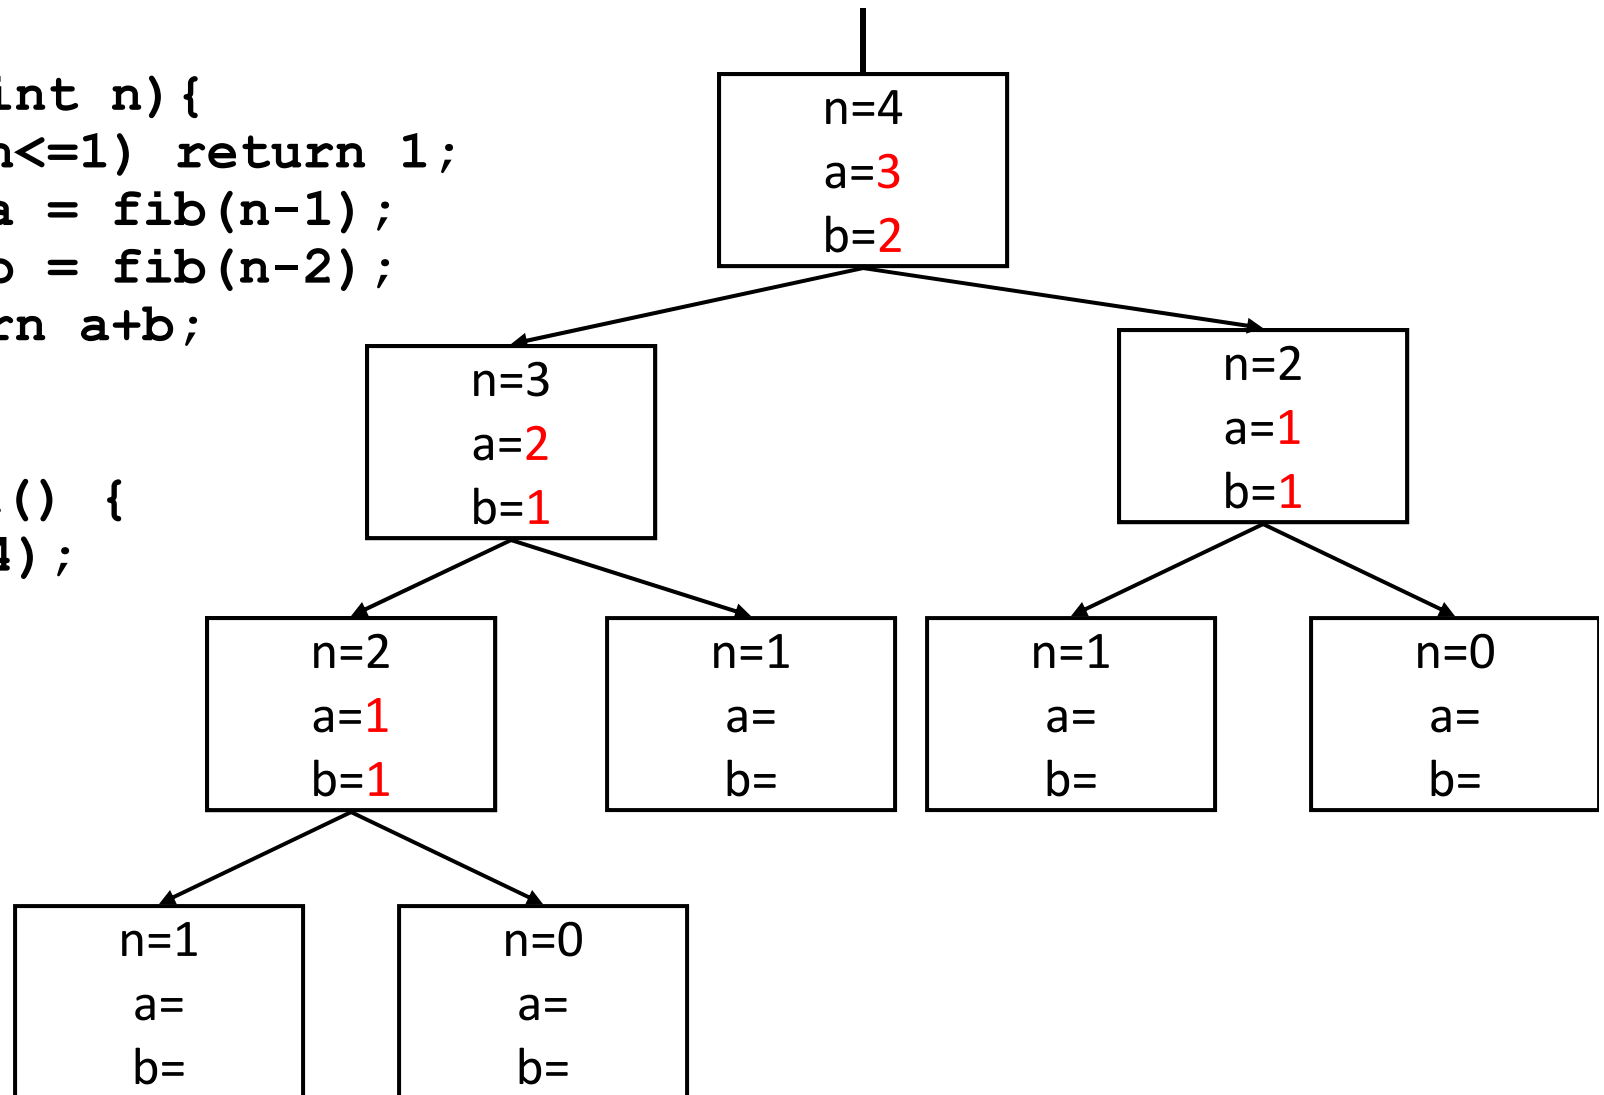 int n){
n<=1) return 1;
a = fib(n-1);
b = fib(n-2);
rn a+b;
() {
4);
n=4
a=3
b=2
n=3
a=2
b=1
n=2
a=1
b=1
n=2
a=1
b=1
n=1
a=
b=
n=1
a=
b=
n=0
a=
b=
n=1
a=
b=
n=0
a=
b=